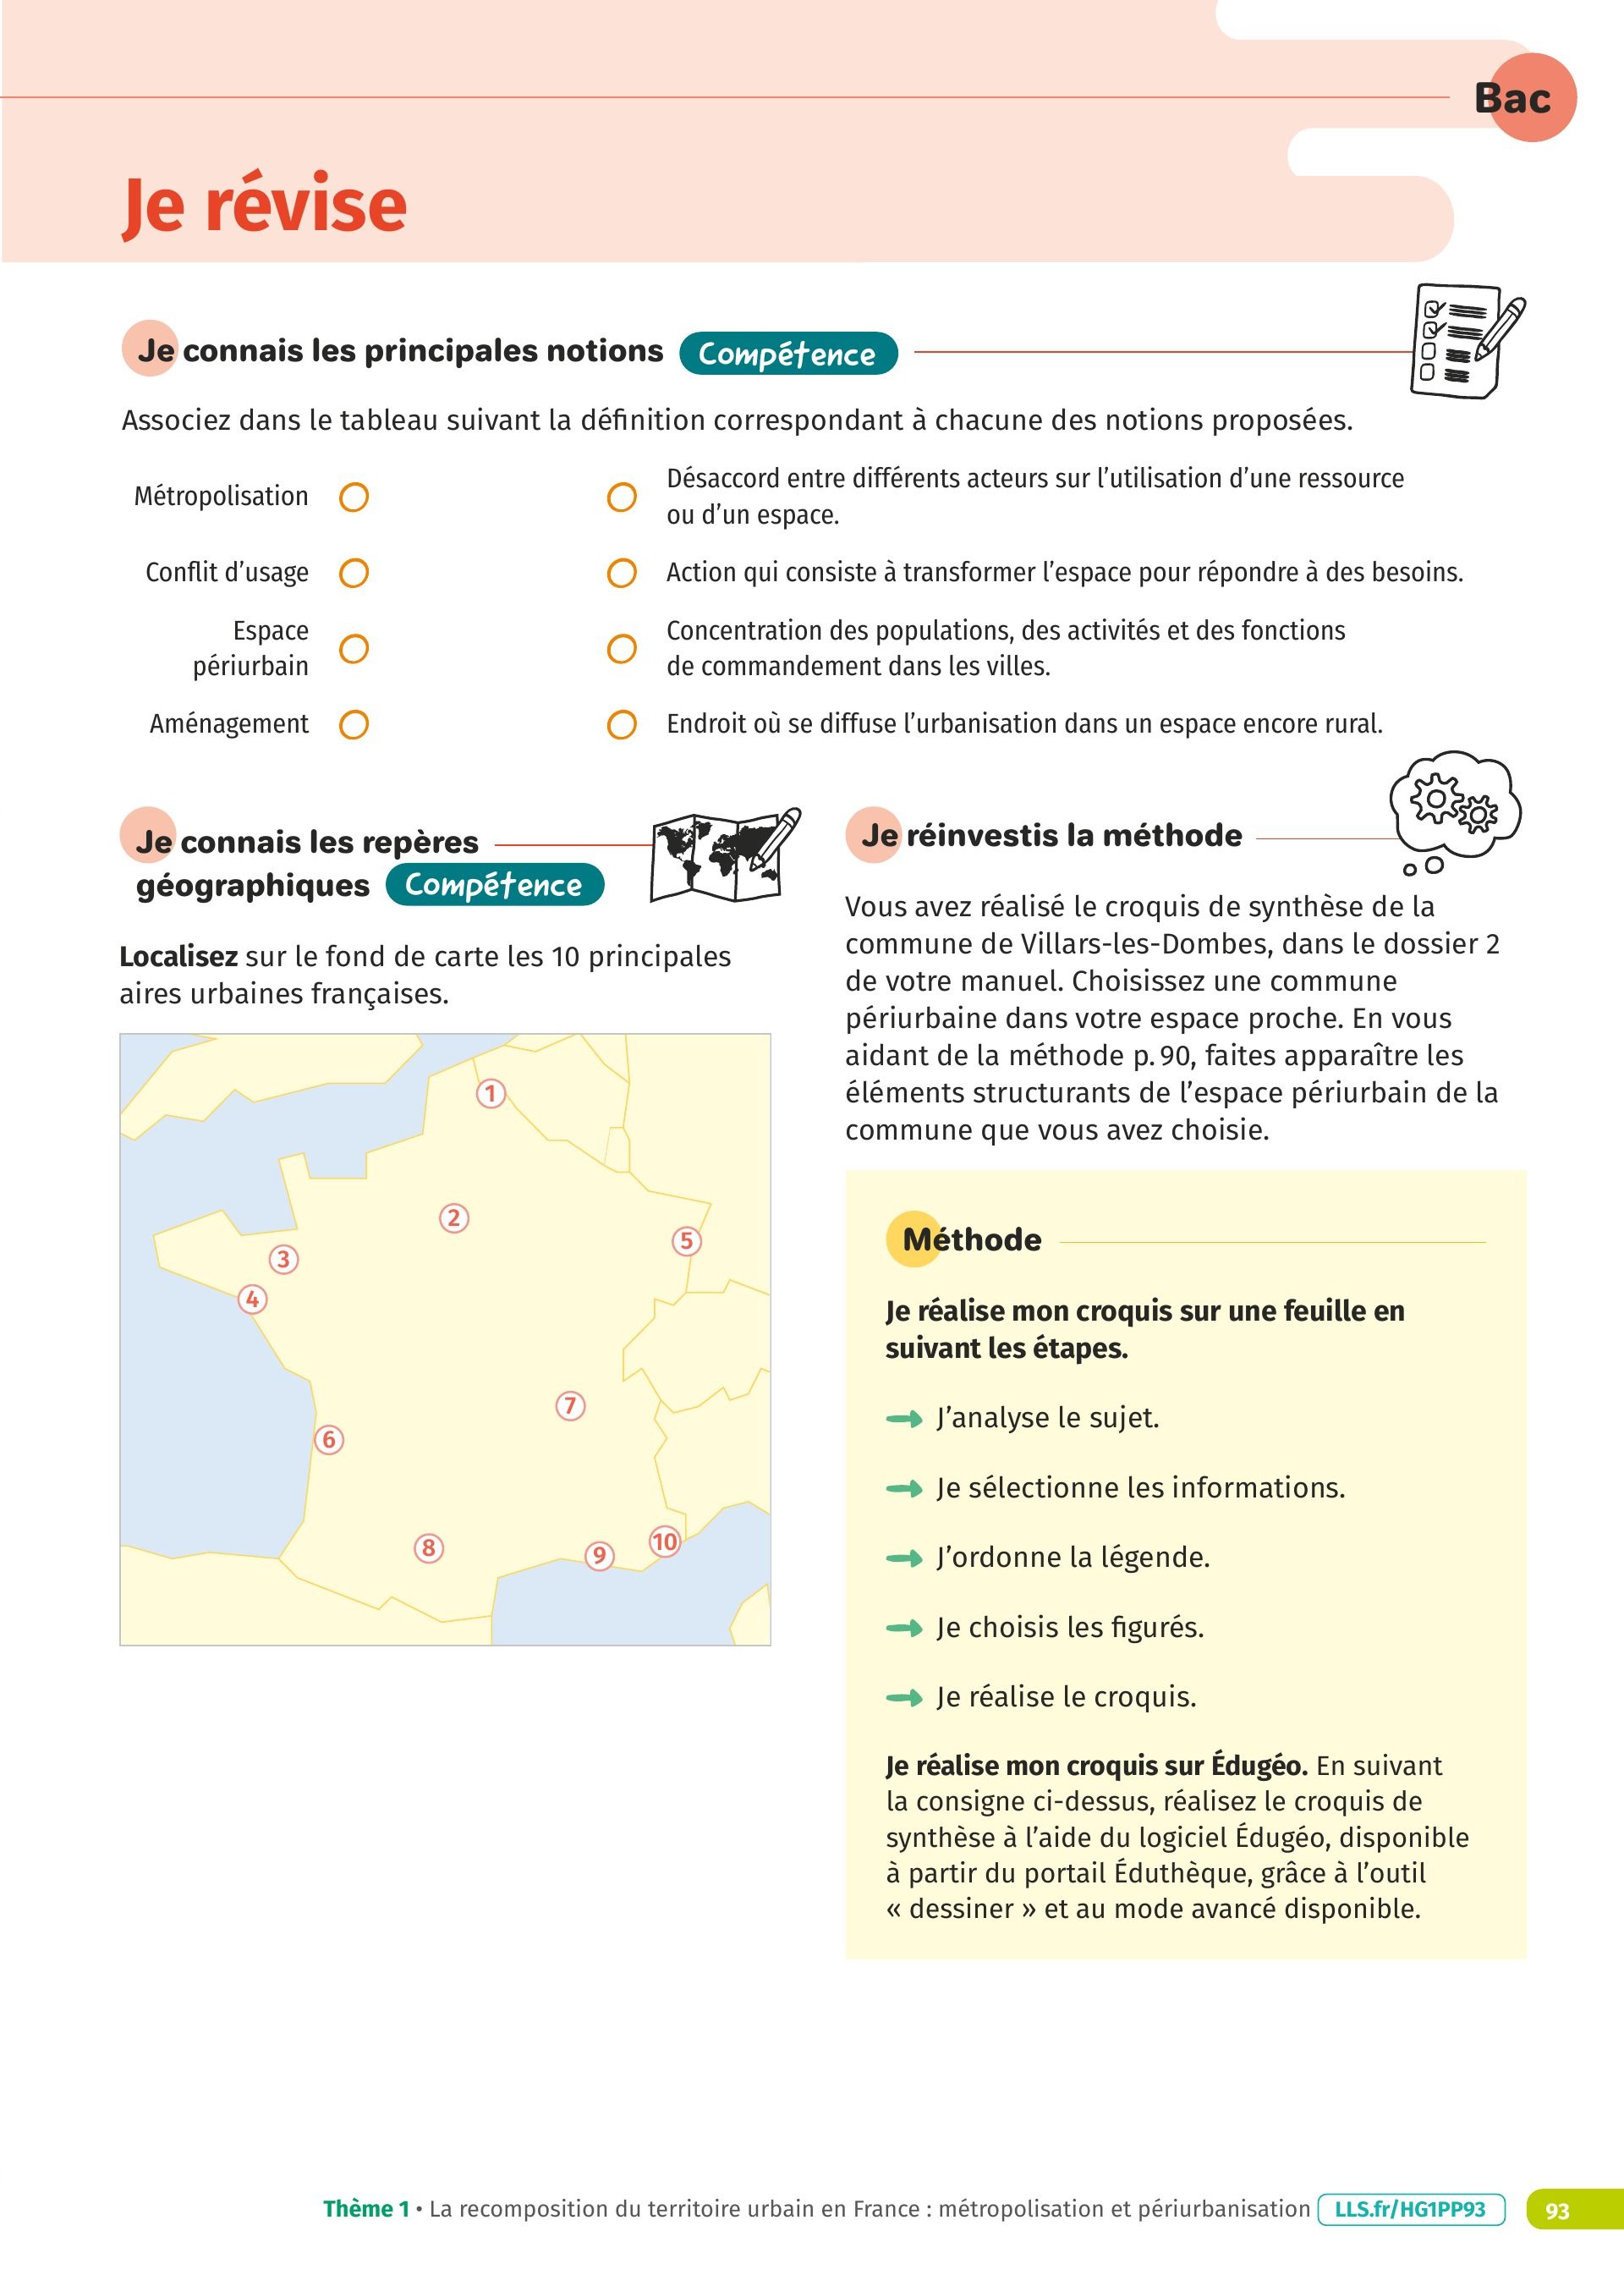 Bac
Je révise
Je connais les principales notions Compétence
Associez dans le tableau suivant la définition correspondant à chacune des notions proposées.
Métropolisation
Désaccord entre différents acteurs sur l’utilisation d’une ressource
ou d’un espace.
Conflit d’usage
Action qui consiste à transformer l’espace pour répondre à des besoins.
Espace
périurbain
Concentration des populations, des activités et des fonctions
de commandement dans les villes.
Aménagement
Endroit où se diffuse l’urbanisation dans un espace encore rural.
Je connais les repères
géographiques Compétence
Localisez sur le fond de carte les 10 principales
aires urbaines françaises.
1
2
3
4
5
6
7
8
9
10
Je réinvestis la méthode
Vous avez réalisé le croquis de synthèse de la
commune de Villars-les-Dombes, dans le dossier 2
de votre manuel. Choisissez une commune
périurbaine dans votre espace proche. En vous
aidant de la méthode p. 90, faites apparaître les
éléments structurants de l’espace périurbain de la
commune que vous avez choisie.
Méthode
Je réalise mon croquis sur une feuille en
suivant les étapes.
J’analyse le sujet.
Je sélectionne les informations.
J’ordonne la légende.
Je choisis les figurés.
Je réalise le croquis.
Je réalise mon croquis sur Édugéo. En suivant
la consigne ci-dessus, réalisez le croquis de
synthèse à l’aide du logiciel Édugéo, disponible
à partir du portail Éduthèque, grâce à l’outil
« dessiner » et au mode avancé disponible.
Thème 1 • La recomposition du territoire urbain en France : métropolisation et périurbanisation LLS.fr/HG1PP93 93